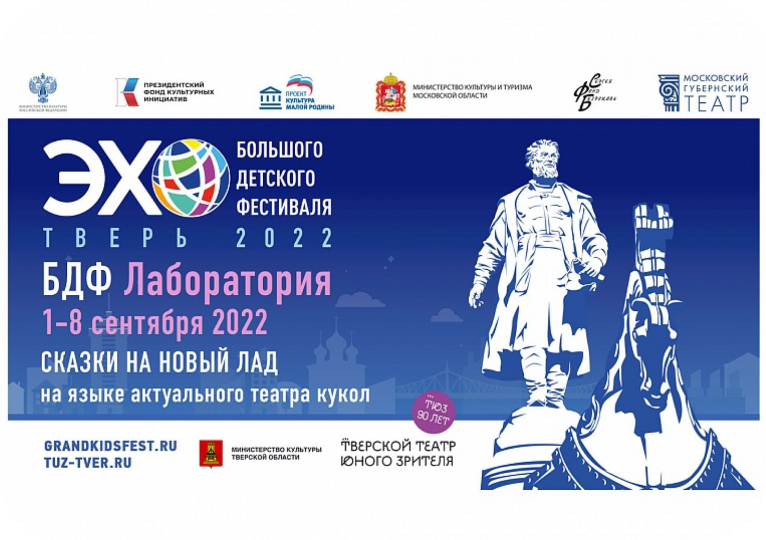 МИНИСТЕРСТВО КУЛЬТУРЫ
РОССИЙСКОЙ ФЕДЕРАЦИИ
ПРЕЗИДЕНТСКИЙ
ФОНД КУЛЬТУРНЫХ
ИНИЦИАТИВ
ПРОЕКТ
КУЛЬТУРА
МАЛОЙ РОДИНЫ
МИНИСТЕРСТВО КУЛЬТУРЫ И ТУРИЗМА
МОСКОВСКОЙ ОБЛАСТИ
МОСКОВСКИЙ
ГУБЕРНСКИЙ
ТЕАТР
ЭХО
БОЛЬШОГО
ДЕТСКОГО
ФЕСТИВАЛЯ
ТВЕРЬ 2022
БДФ Лаборатория
1-8 сентября 2022
СКАЗКИ НА НОВЫЙ ЛАД
на языке актуального театра кукол
GRANDKIDSFEST.RU
TUZ-TVER.RU
МИНИСТЕРСТВО КУЛЬТУРЫ
ТВЕРСКОЙ ОБЛАСТИ
ТВЕРСКОЙ ТЕАТР
ЮНОГО ЗРИТЕЛЯ
ТЮЗ
90 ЛЕТ